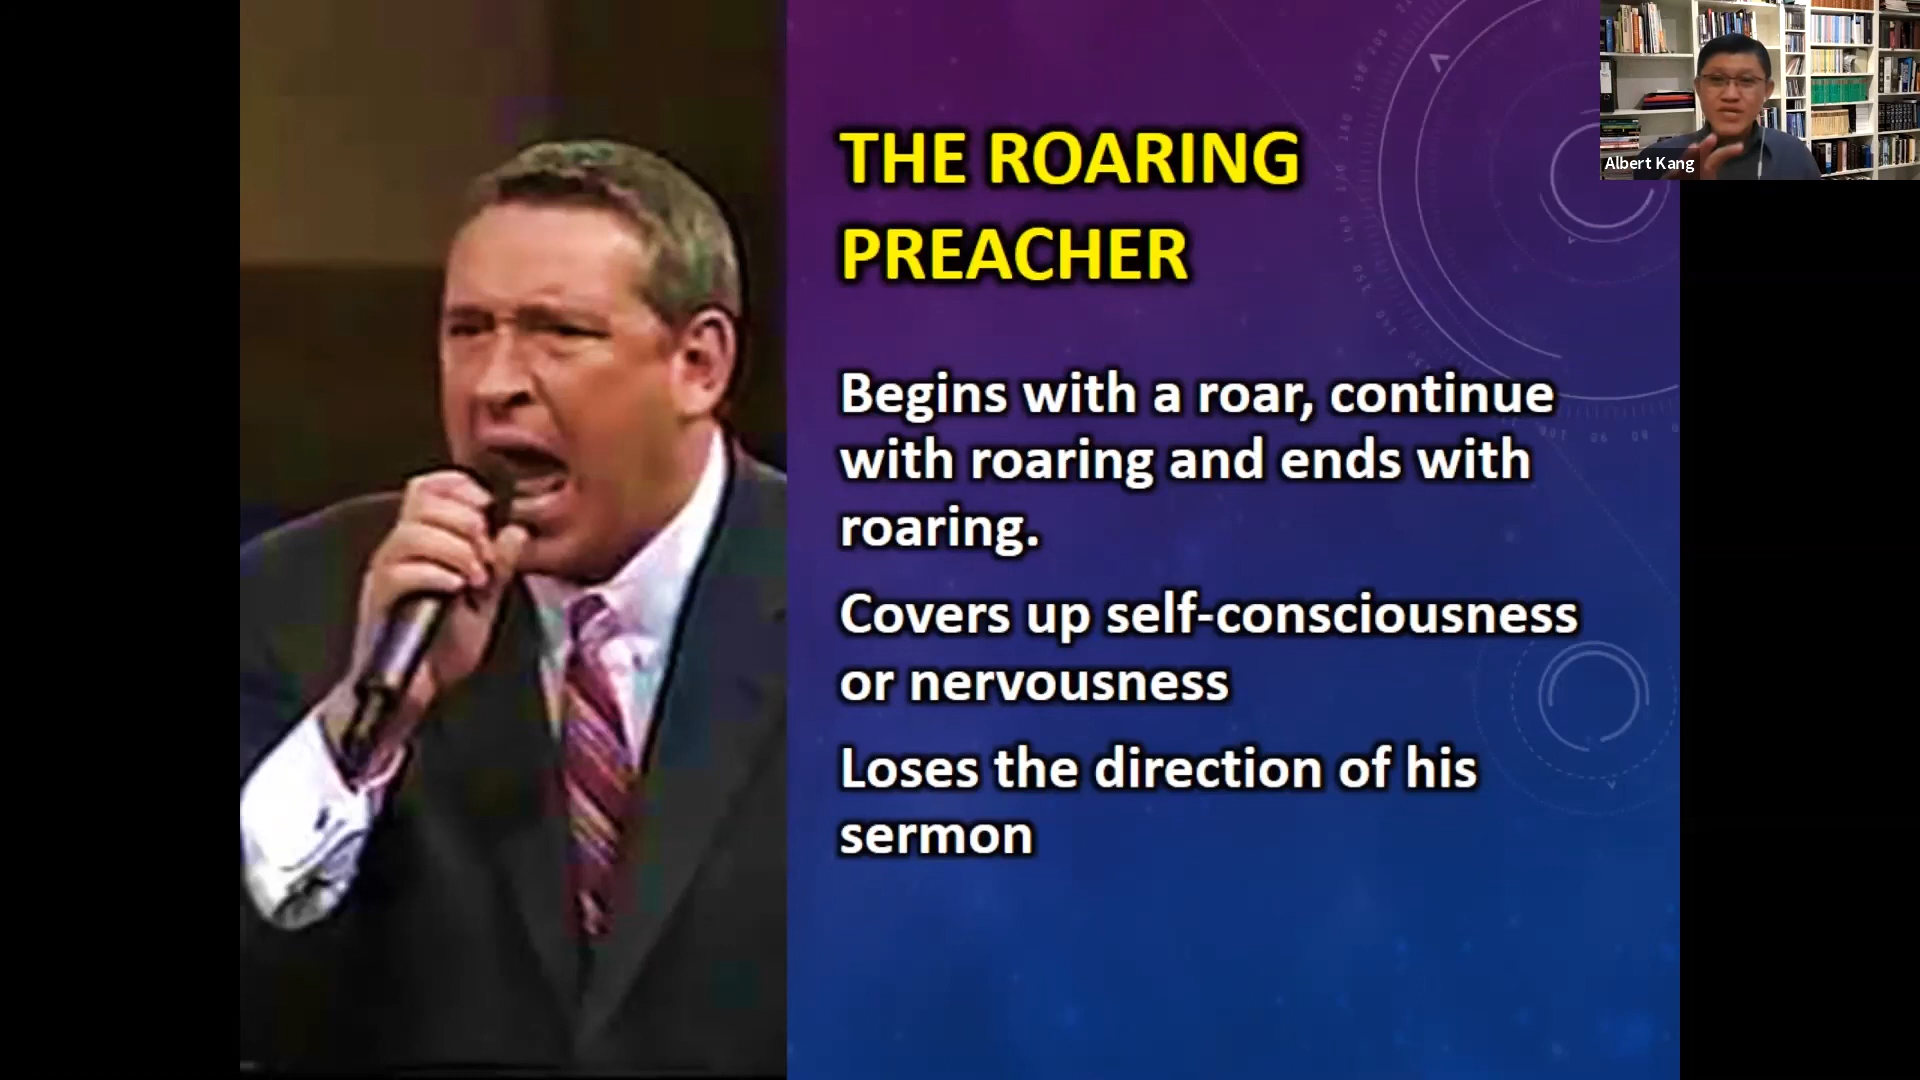 THE ROARING
PREACHER
Begins with a roar, continue
with roaring and ends with
roaring.
Covers up self-consciousness
or nervousness
Loses the direction of his
sermon
Albert Kang